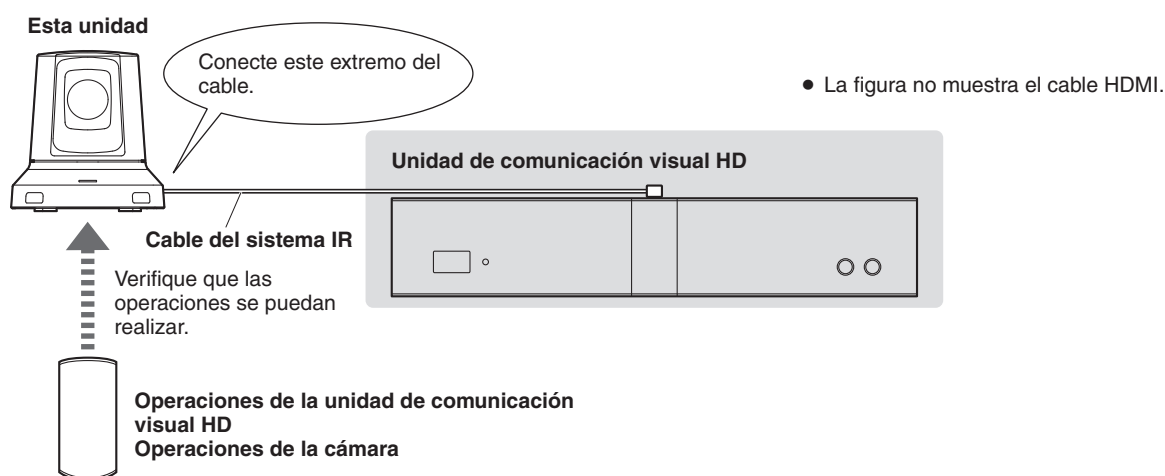 Esta unidad
Conecte este extremo del
cable.
● La figura no muestra el cable HDMI.
Unidad de comunicación visual HD
Cable del sistema IR
Verifique que las
operaciones se puedan
realizar.
Operaciones de la unidad de comunicación
visual HD
Operaciones de la cámara